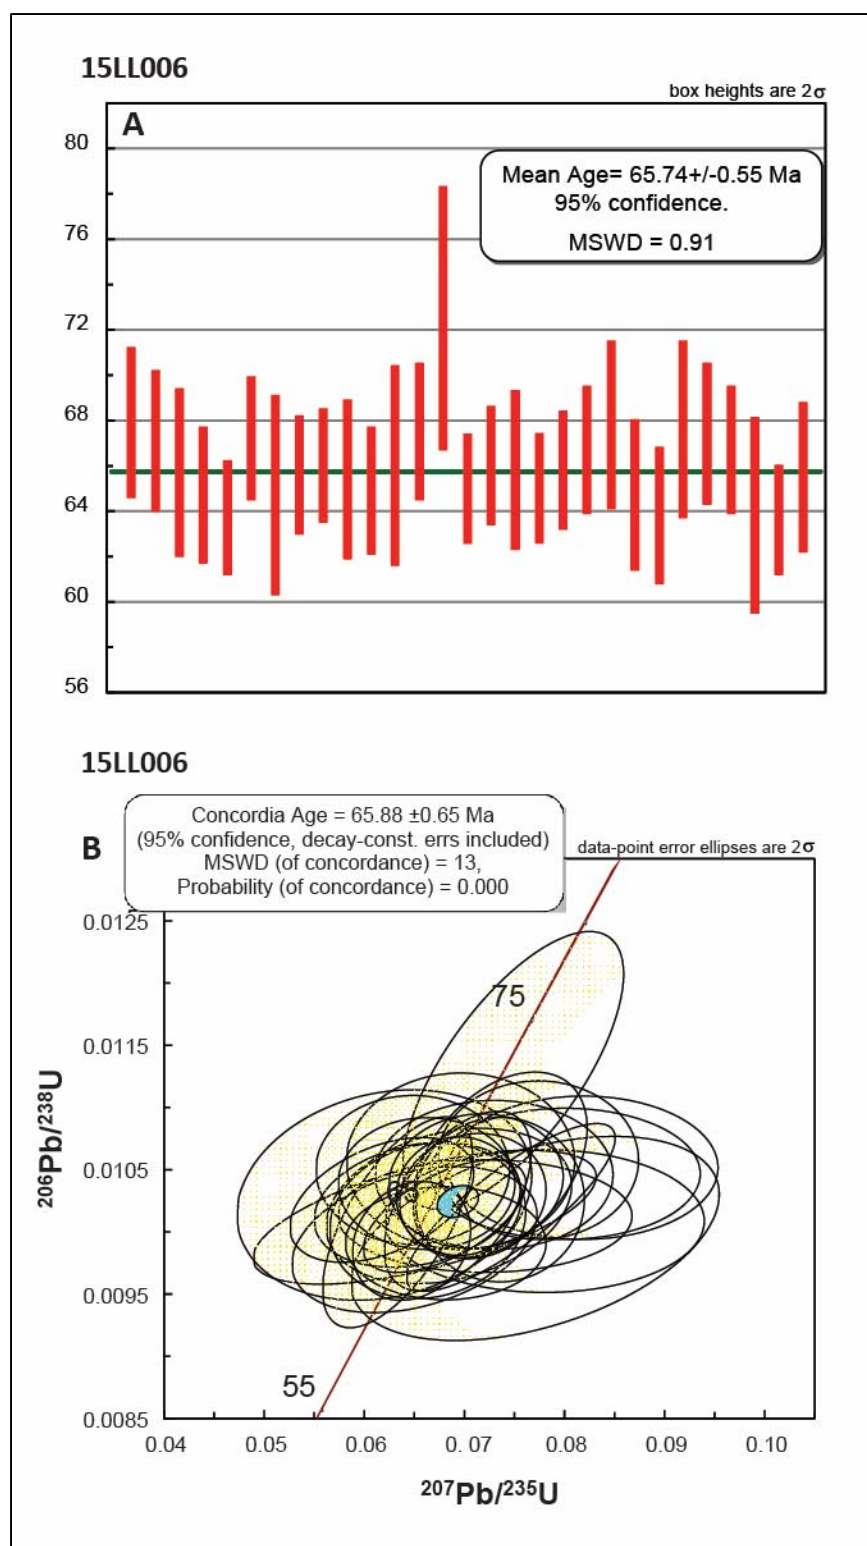 15LL006
box heights are 2σ
A
Mean Age= 65.74+/-0.55 Ma
95% confidence.
MSWD = 0.91
80
76
72
68
64
60
56
15LL006
Concordia Age = 65.88 ±0.65 Ma
(95% confidence, decay-const. errs included)
MSWD (of concordance) = 13,
Probability (of concordance) = 0.000
B
data-point error ellipses are 2σ
0.0125
0.0115
0.0105
0.0095
0.0085
206Pb/238U
75
55
0.04 0.05 0.06 0.07 0.08 0.09 0.10
207Pb/235U